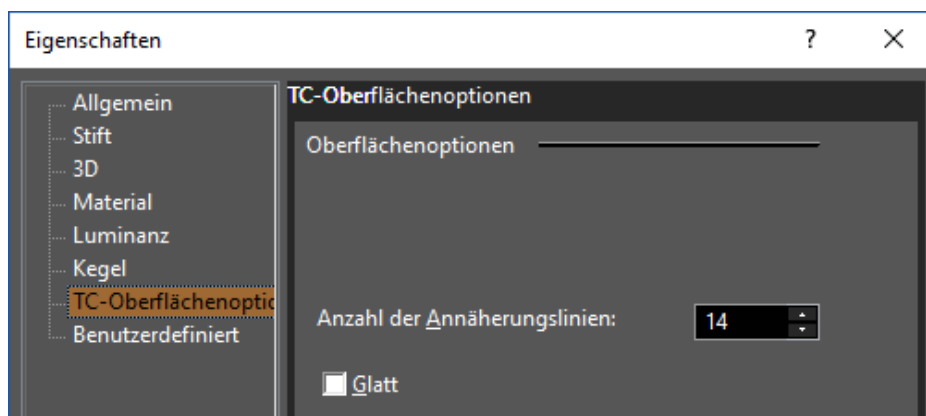 Eigenschaften
?
Allgemein
Stift
3D
Material
Luminanz
Kegel
TC-Oberflächenoptio
Benutzerdefiniert
TC-Oberflächenoptionen
Oberflächenoptionen
Anzahl der Annäherungslinien: 14
Glatt